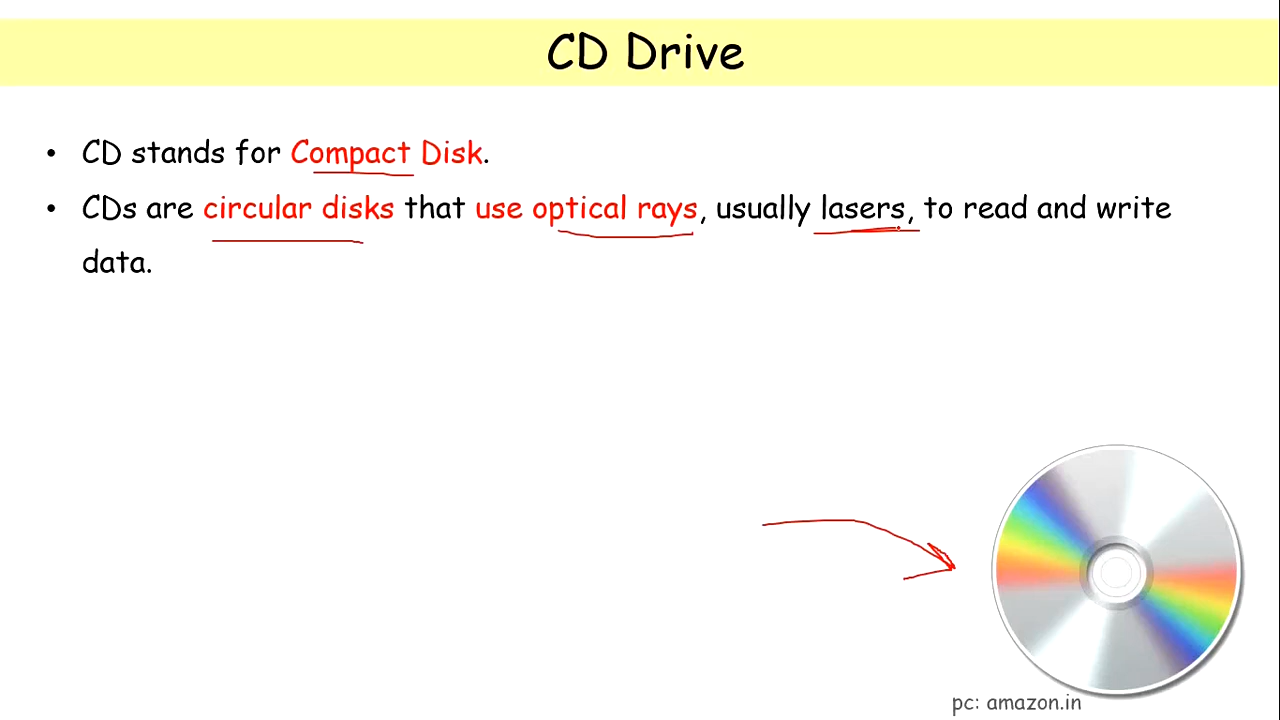 CD Drive
• CD stands for Compact Disk.
• CDs are circular disks that use optical rays, usually lasers, to read and write
data.
pc: amazon.in